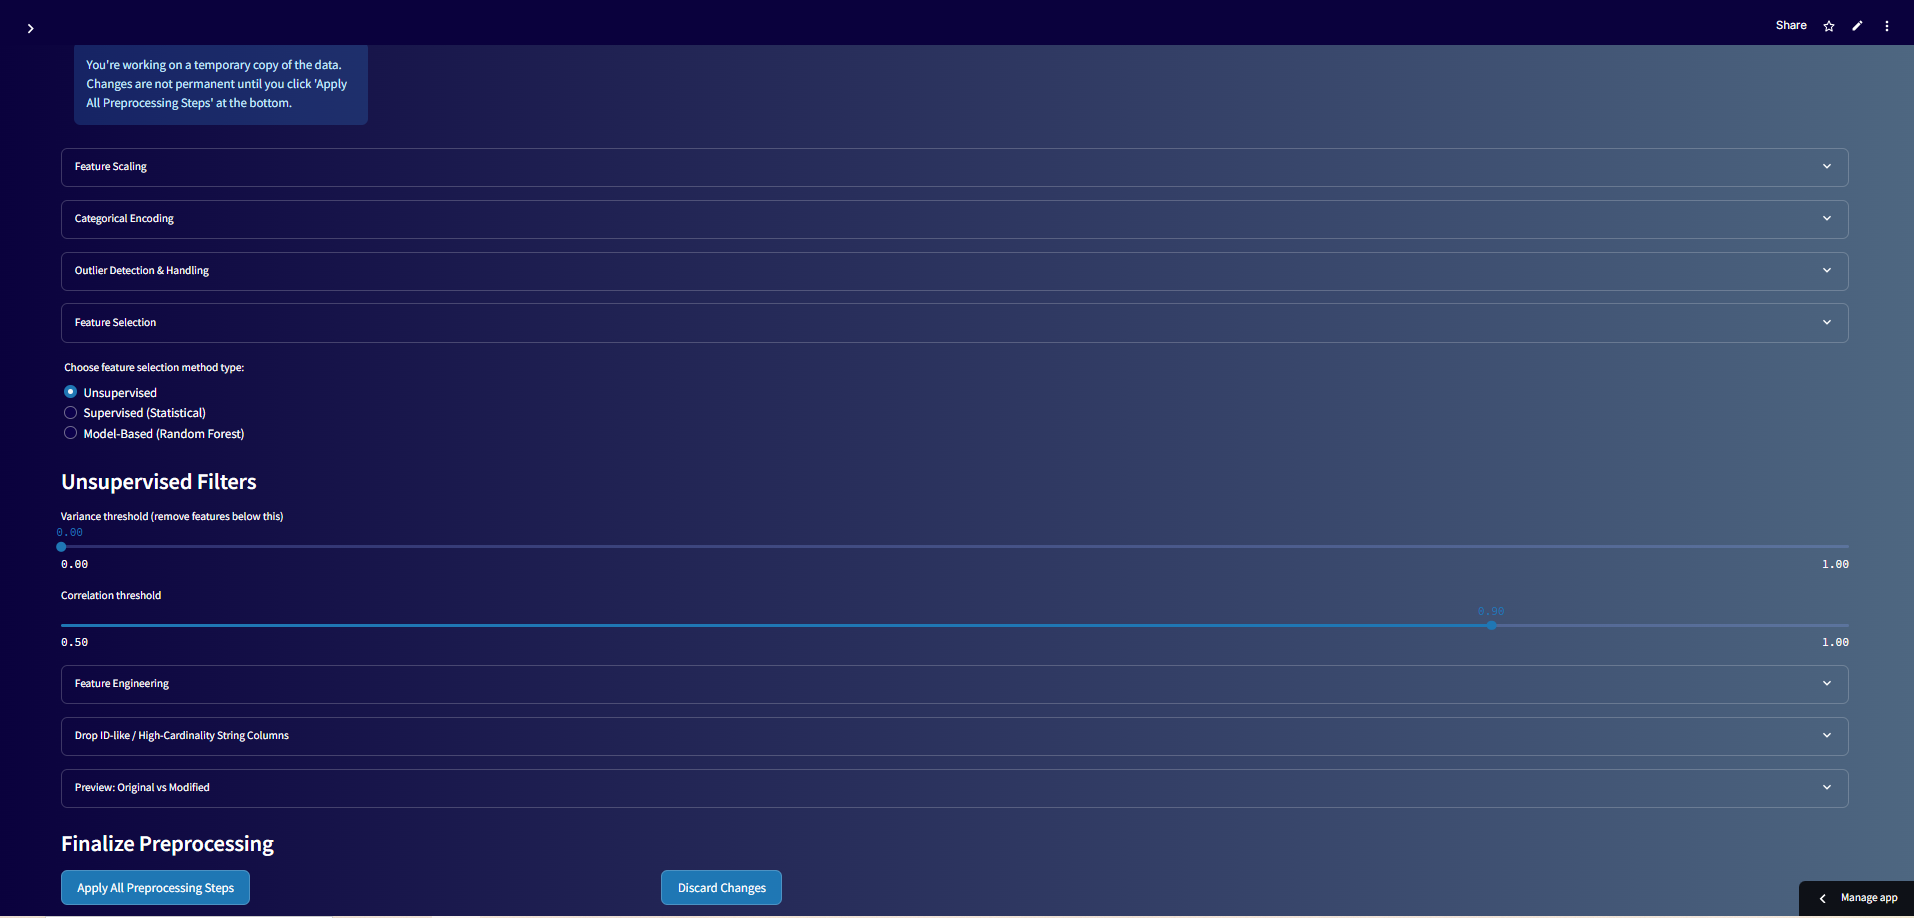 Share
You're working on a temporary copy of the data.
Changes are not permanent until you click 'Apply
All Preprocessing Steps' at the bottom.
Feature Scaling
Categorical Encoding
Outlier Detection & Handling
Feature Selection
Choose feature selection method type:
Unsupervised
Supervised (Statistical)
Model-Based (Random Forest)
Unsupervised Filters
Variance threshold (remove features below this)
0.00
0.00 1.00
Correlation threshold
0.90
0.50 1.00
Feature Engineering
Drop ID-like / High-Cardinality String Columns
Preview: Original vs Modified
Finalize Preprocessing
Apply All Preprocessing Steps Discard Changes
Manage app